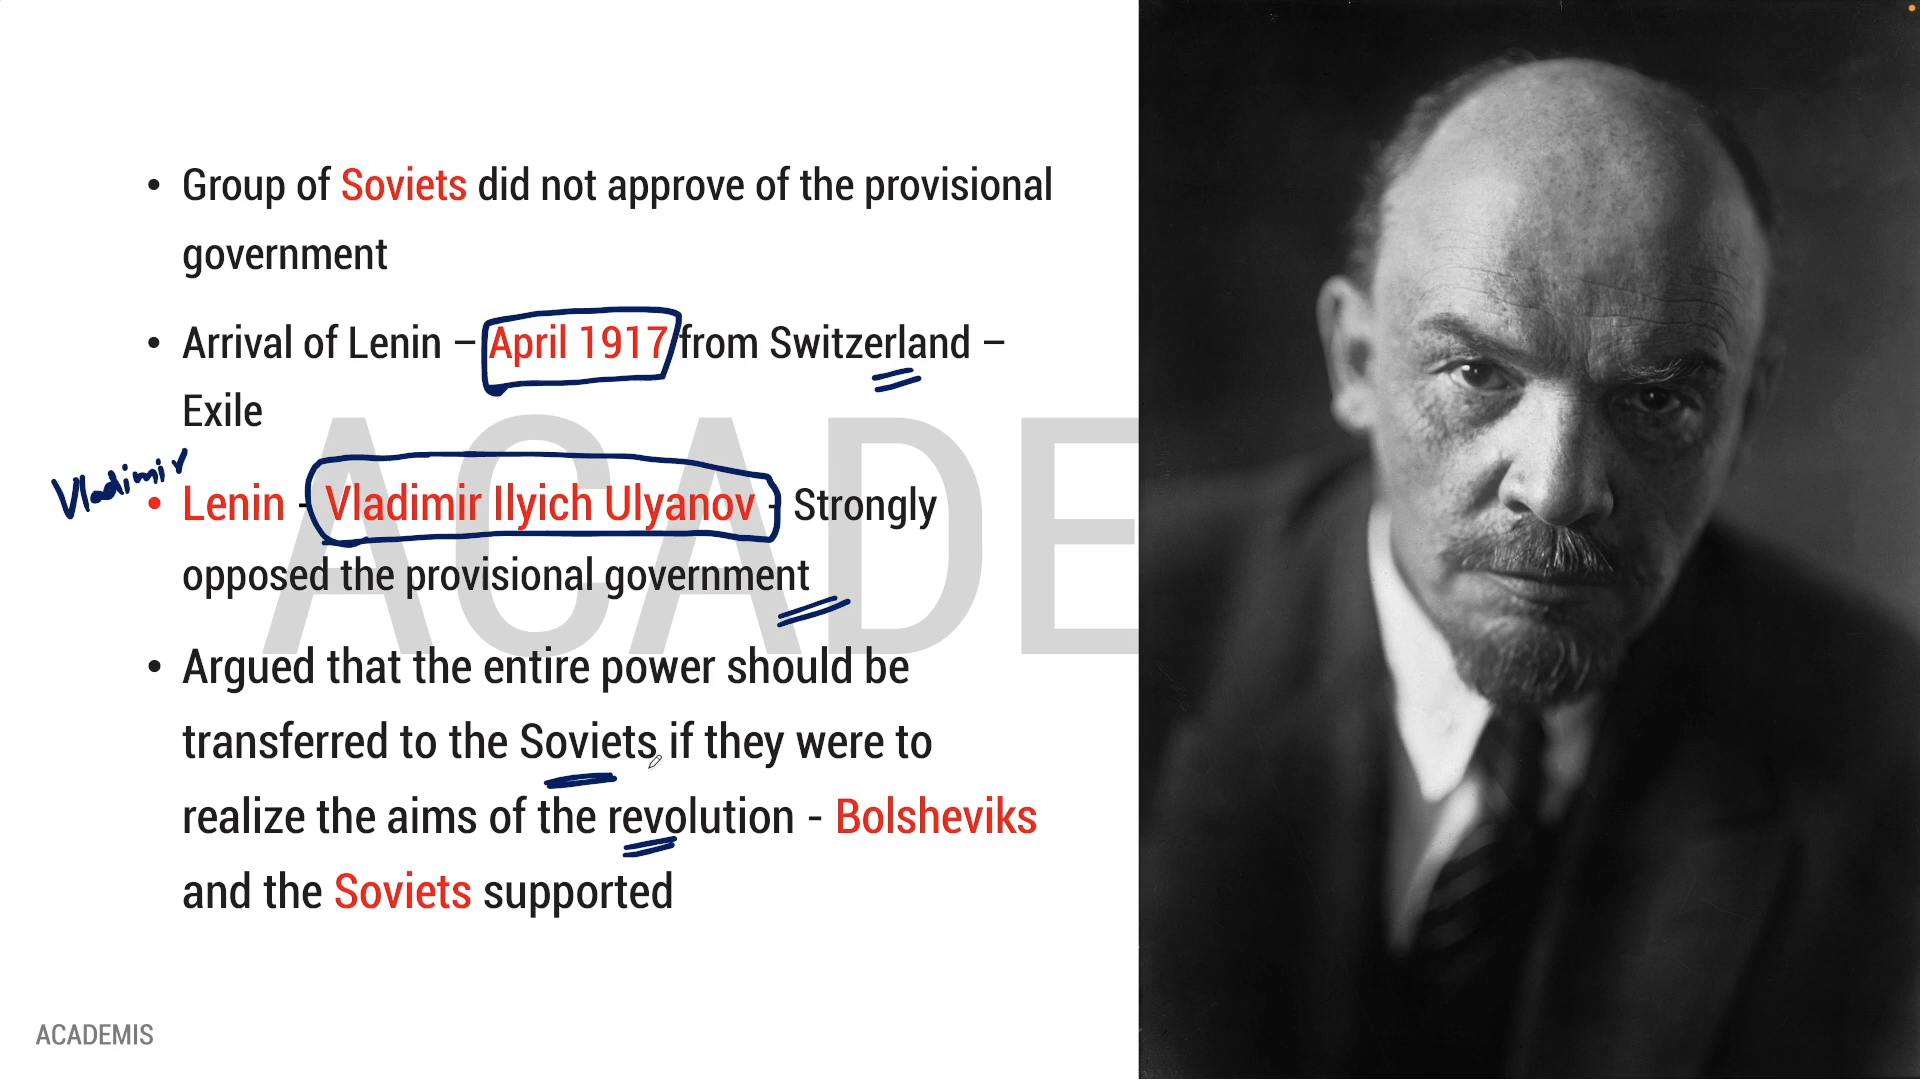 • Group of Soviets did not approve of the provisional
government
• Arrival of Lenin – April 1917 from Switzerland –
Exile
Vladimir
• Lenin - Vladimir Ilyich Ulyanov - Strongly
opposed the provisional government
• Argued that the entire power should be
transferred to the Soviets if they were to
realize the aims of the revolution - Bolsheviks
and the Soviets supported
ACADE
ACADEMIS